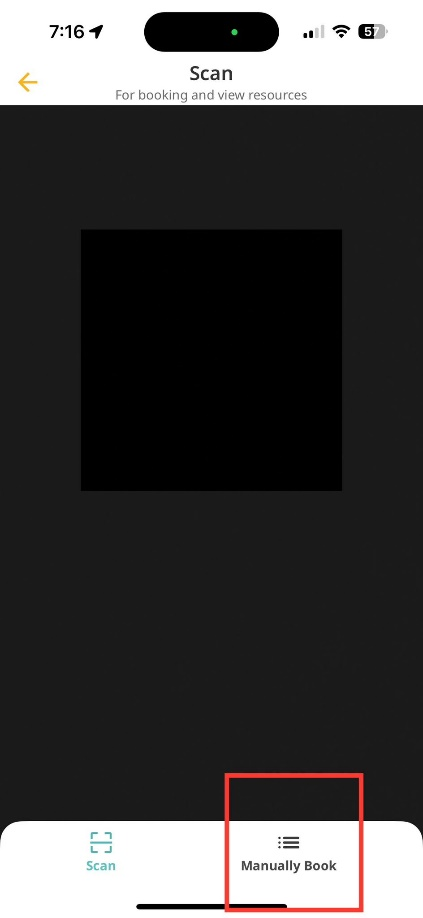 7:16
57
Scan
For booking and view resources
Scan
Manually Book